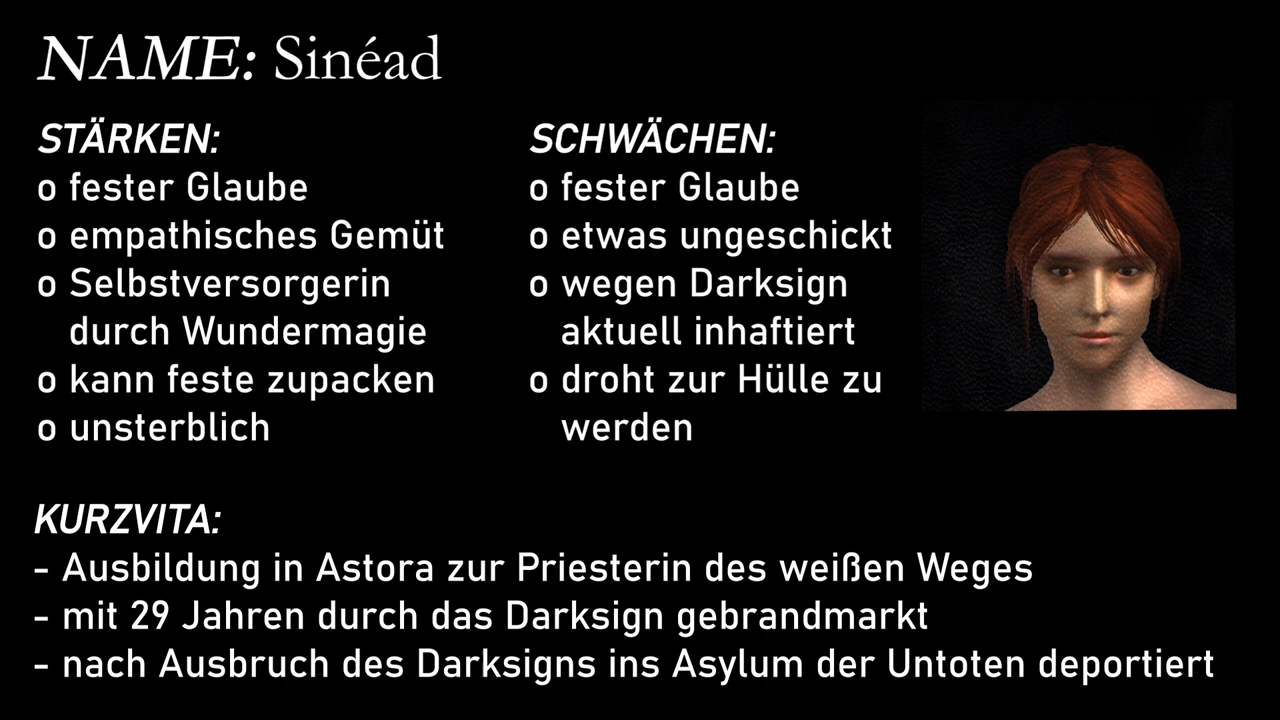 NAME: Sinéad
STÄRKEN:
o fester Glaube
o empathisches Gemüt
o Selbstversorgerin
durch Wundermagie
o kann feste zupacken
o unsterblich
SCHWÄCHEN:
o fester Glaube
o etwas ungeschickt
o wegen Darksign
aktuell inhaftiert
o droht zur Hülle zu
werden
KURZVITA:
- Ausbildung in Astora zur Priesterin des weißen Weges
- mit 29 Jahren durch das Darksign gebrandmarkt
- nach Ausbruch des Darksigns ins Asylum der Untoten deportiert